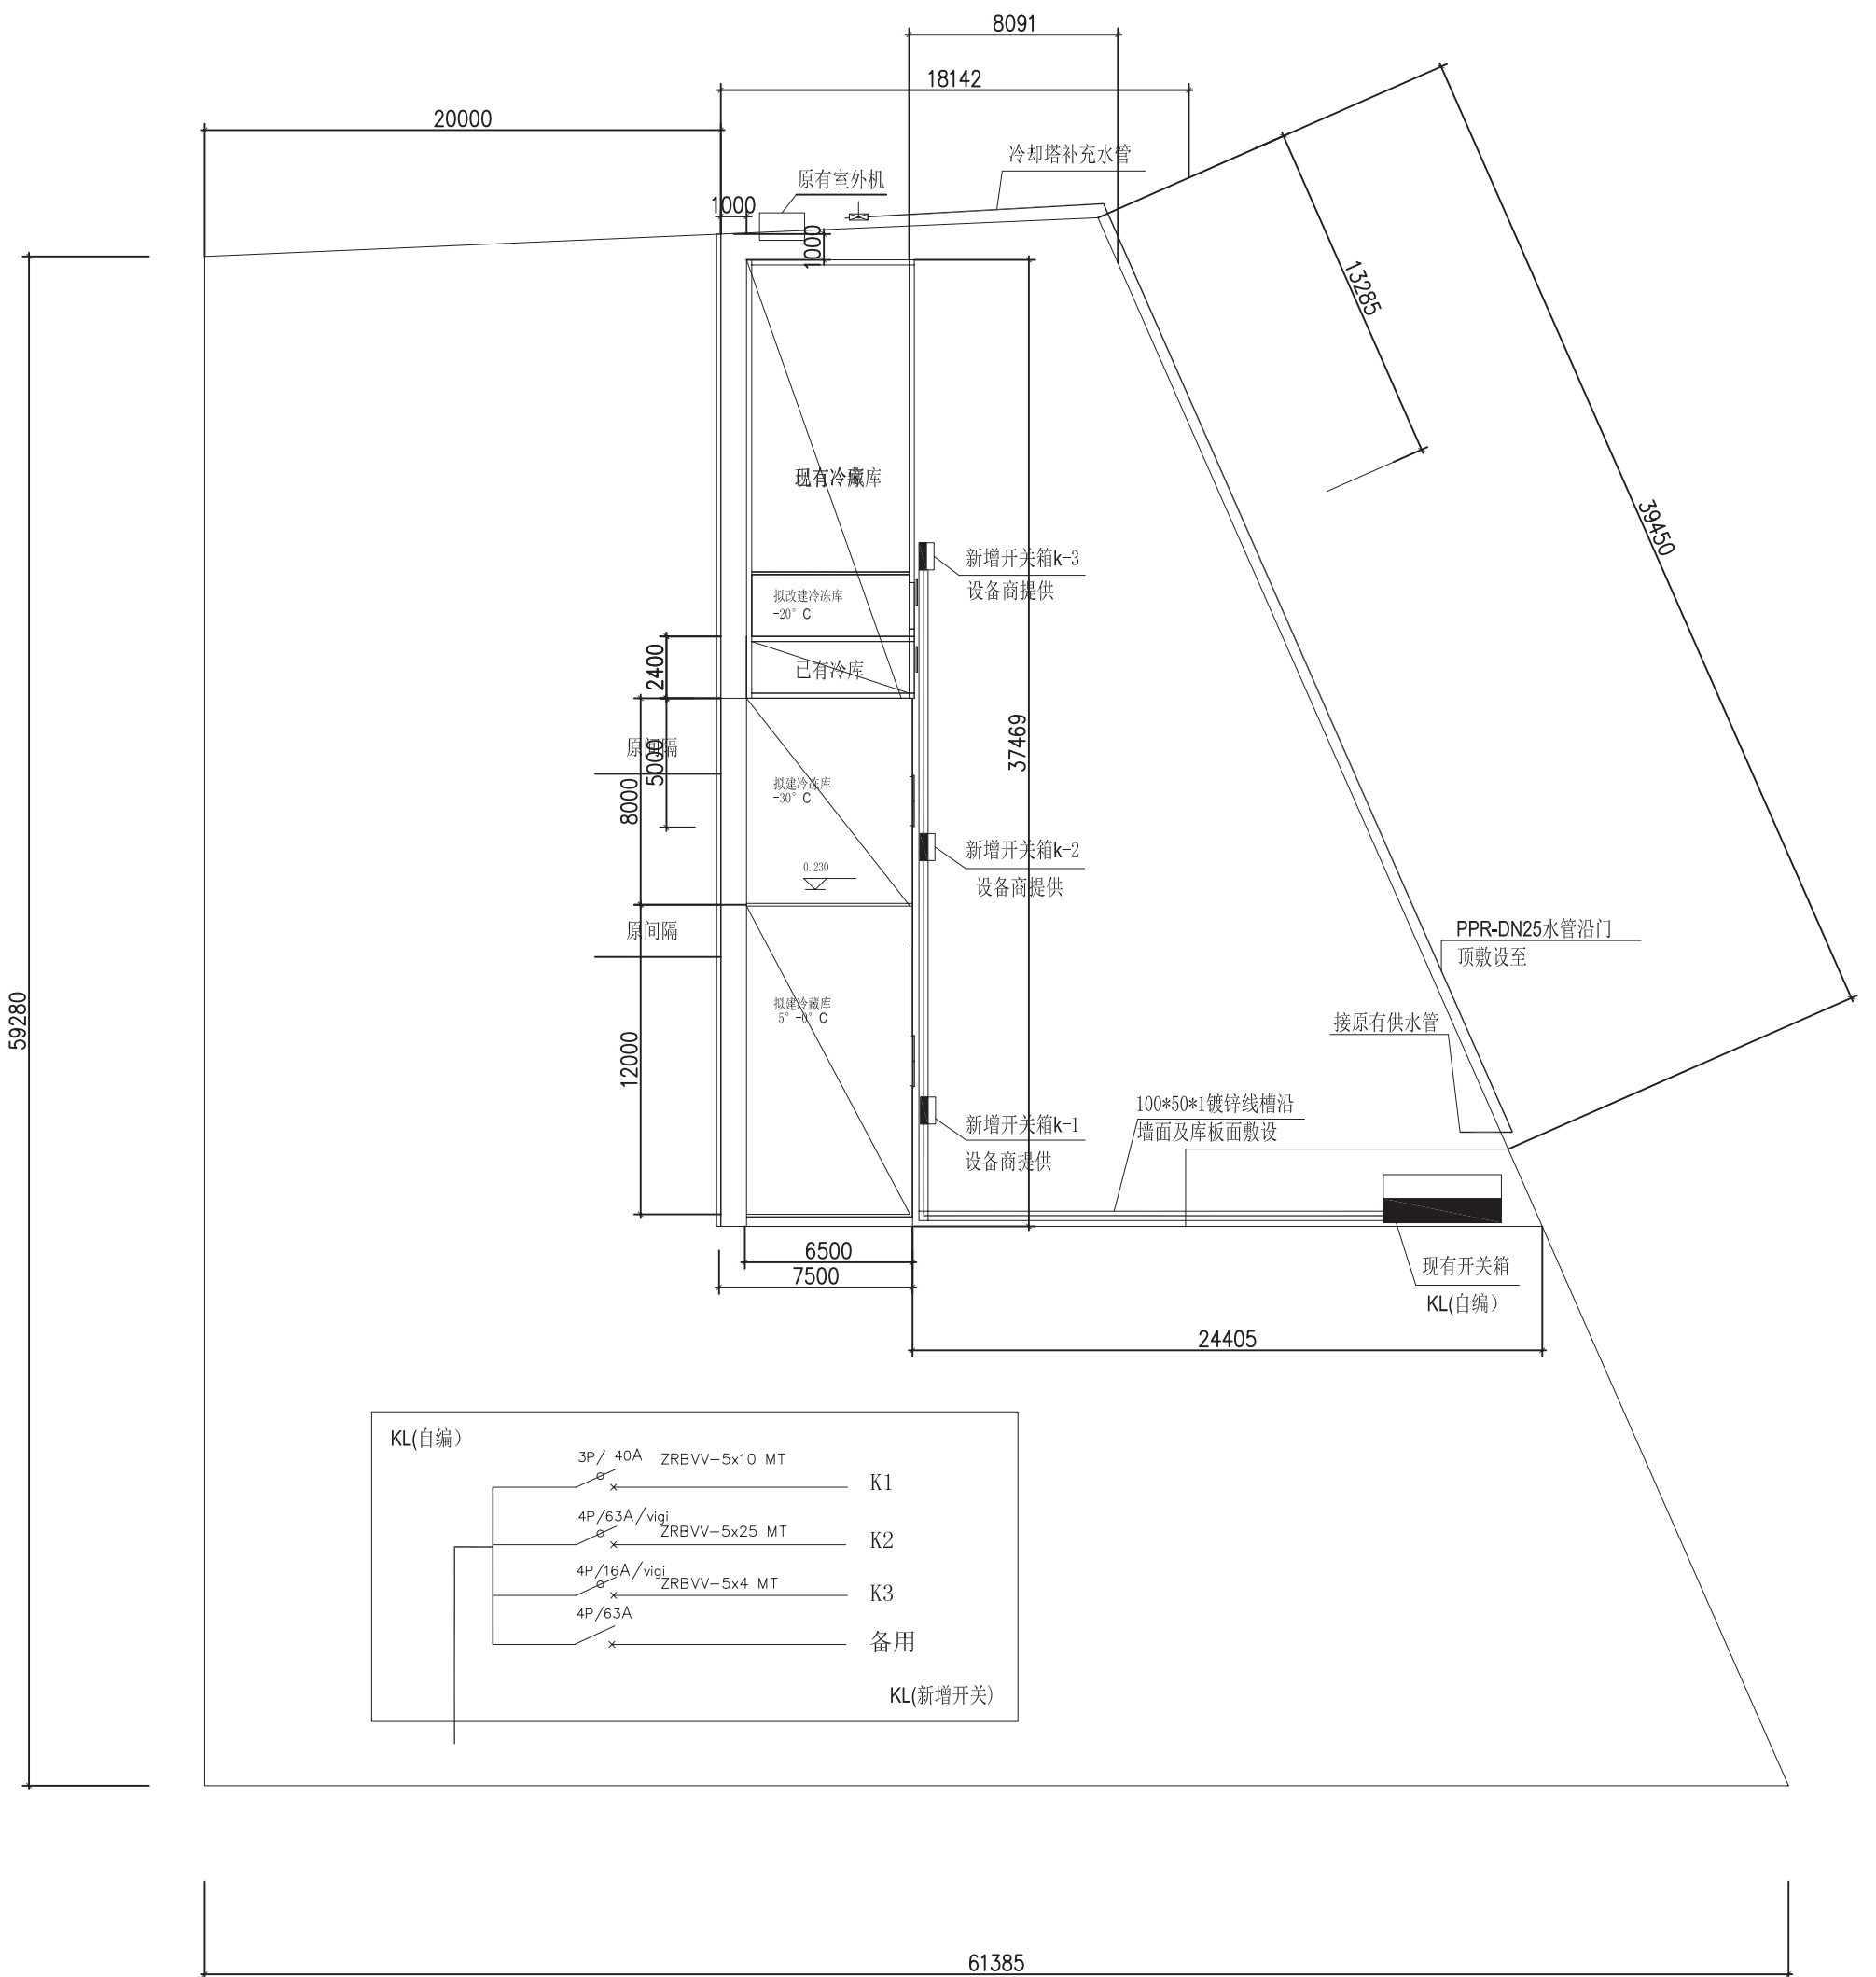 8091
18142
20000
冷却塔补充水管
原有室外机
1000
1000
13285
39450
新增开关箱k-3
设备商提供
拟改建冷冻库
-20° C
已有冷库
2400
原间隔
5000
8000
37469
拟建冷冻库
-30° C
0.230
新增开关箱k-2
设备商提供
原间隔
PPR-DN25水管沿门
顶敷设至
59280
拟建冷藏库
5° -0° C
接原有供水管
12000
100*50*1镀锌线槽沿
墙面及库板面敷设
新增开关箱k-1
设备商提供
6500
7500
现有开关箱
KL(自编）
24405
KL(自编）
3P/ 40A ZRBVV-5x10 MT
K1
4P/63A/vigi
ZRBVV-5x25 MT
K2
4P/16A/vigi
ZRBVV-5x4 MT
K3
4P/63A
备用
KL(新增开关）
61385